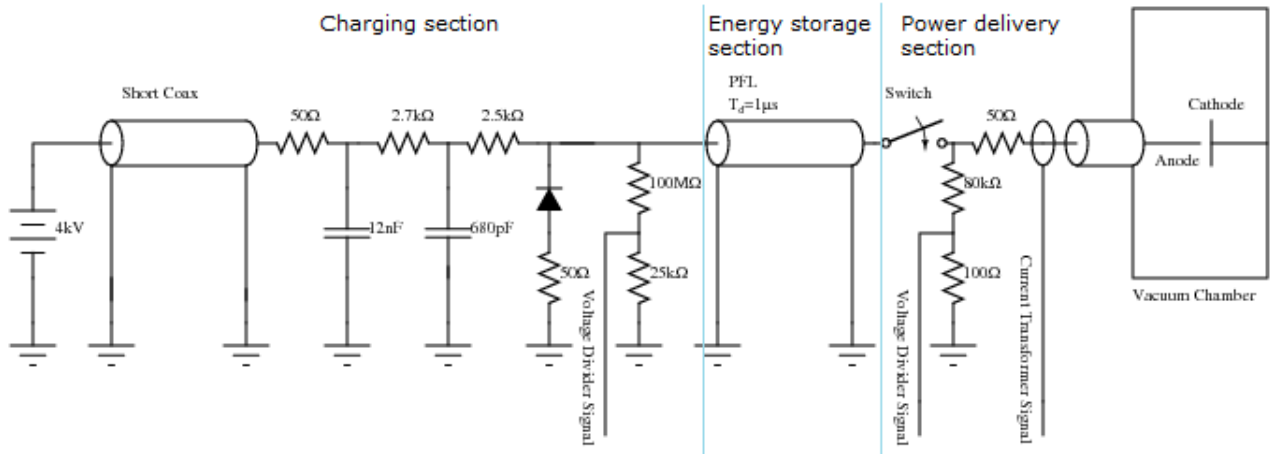 Charging section
Energy storage
section
Power delivery
section
Short Coax
PFL
T_d=1μs
Switch
50Ω
2.7kΩ
2.5kΩ
50Ω
Cathode
Anode
4kV
12nF
680pF
100MΩ
80kΩ
50Ω
25kΩ
100Ω
Vacuum Chamber
Voltage Divider Signal
Voltage Divider Signal
Current Transformer Signal